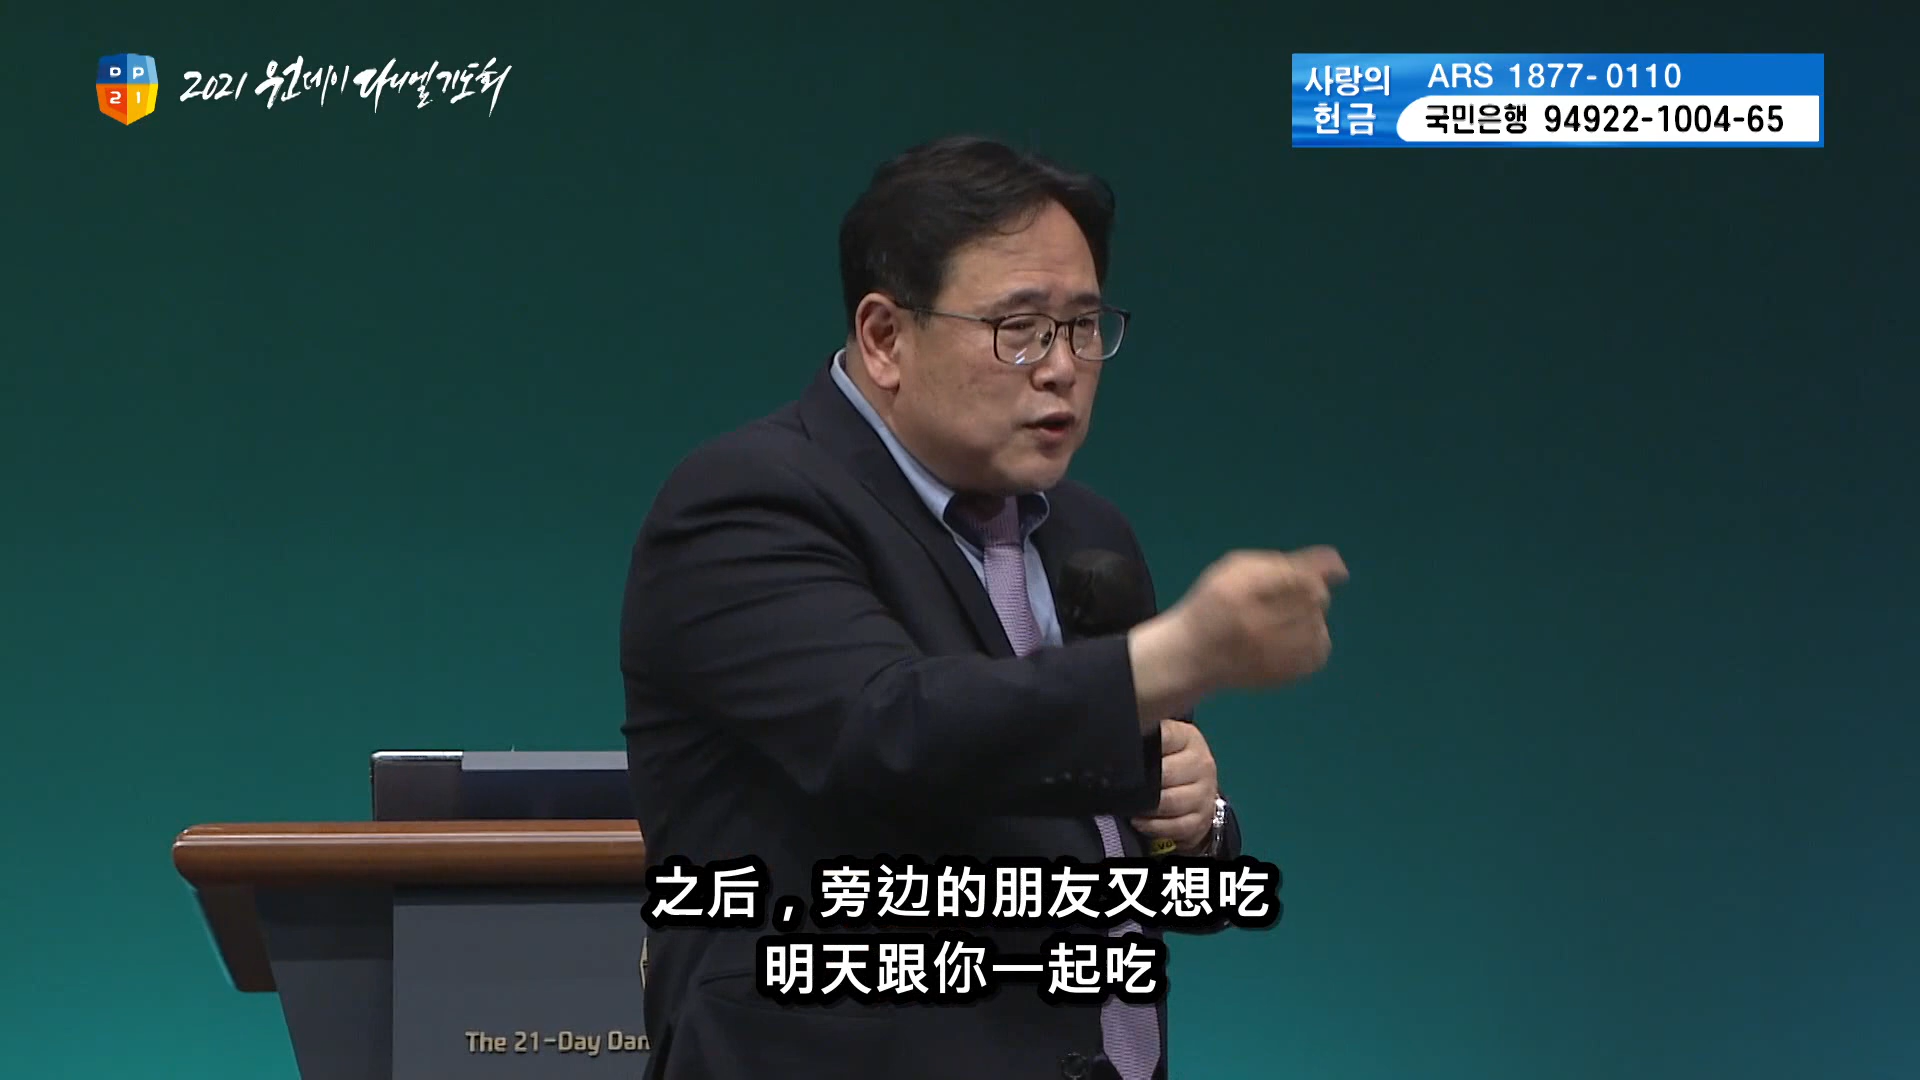 DP
21
2021 원데이 다니엘기도회
사랑의
헌금
ARS 1877-0110
국민은행 94922-1004-65
之后，旁边的朋友又想吃
明天跟你一起吃
The 21-Day Dan